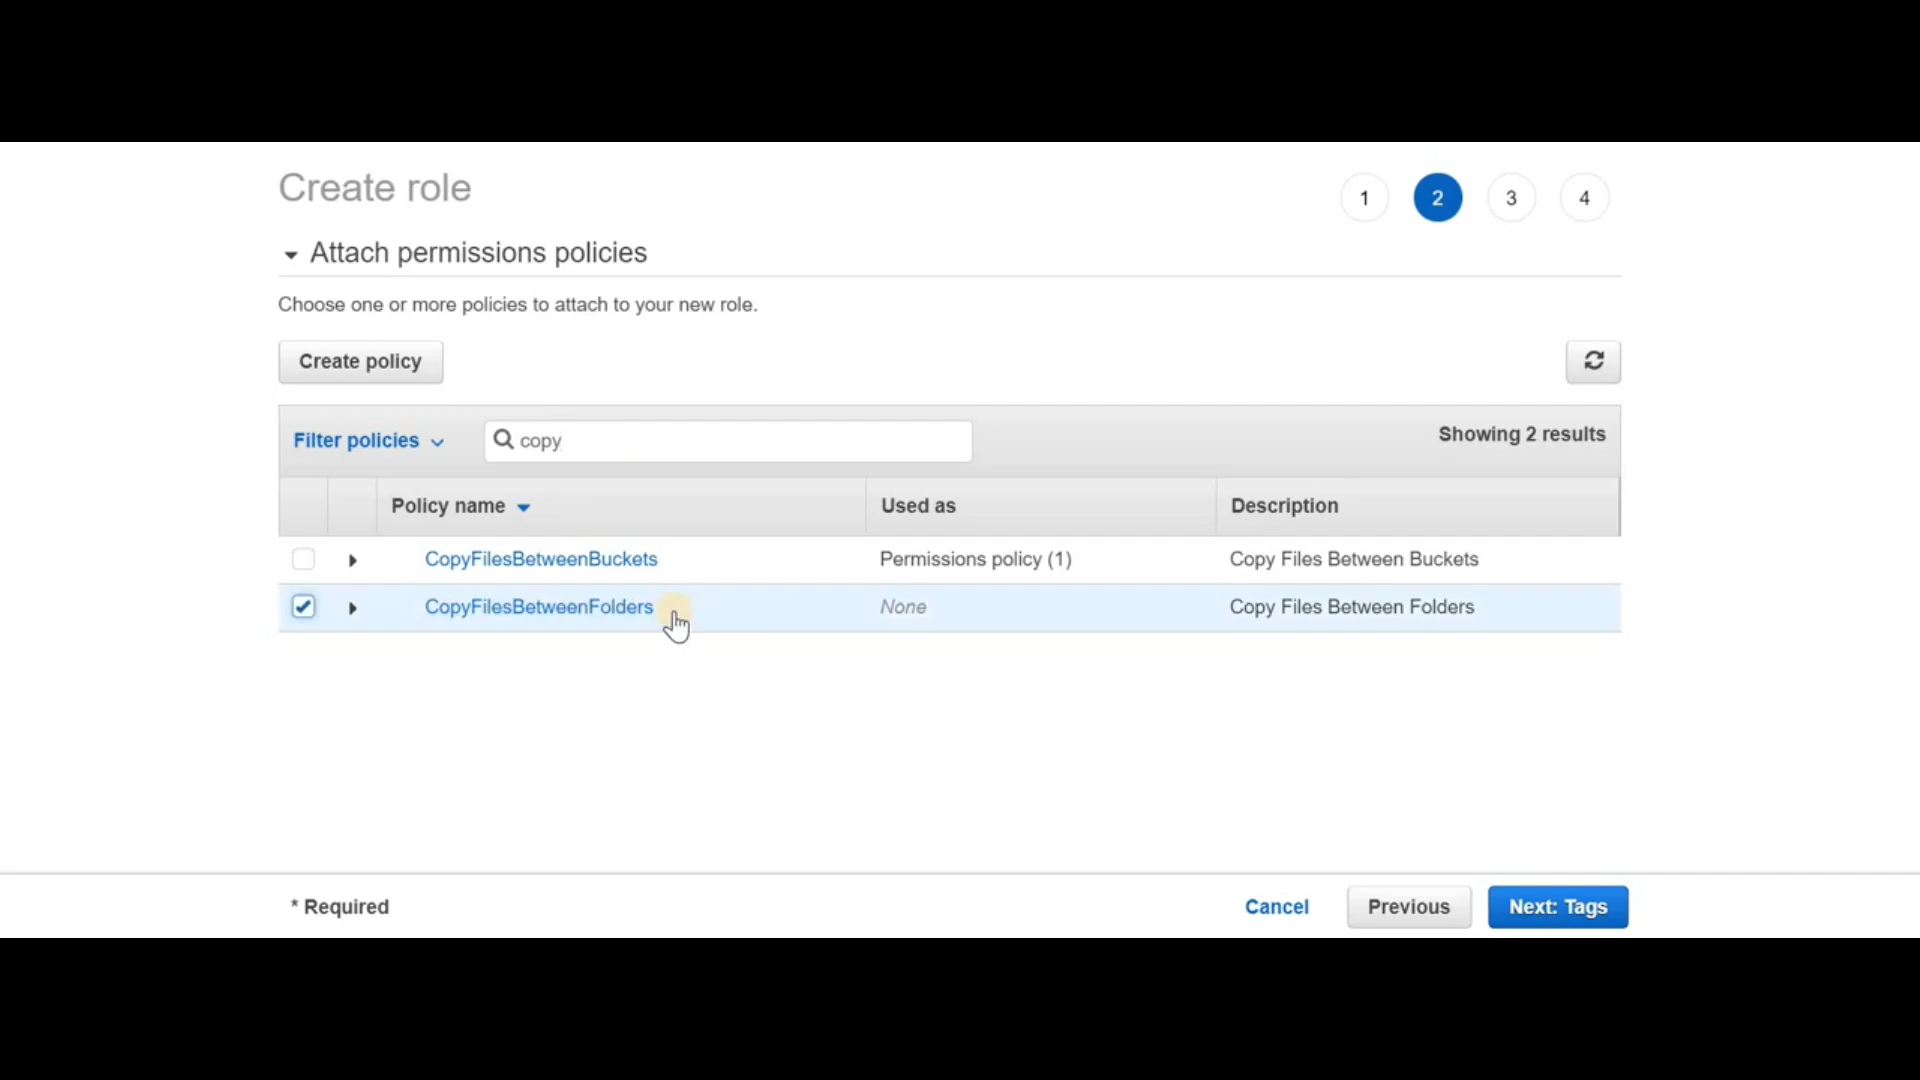 Create role
1 2 3 4
Attach permissions policies
Choose one or more policies to attach to your new role.
Create policy
Filter policies copy Showing 2 results
Policy name Used as Description
CopyFilesBetweenBuckets Permissions policy (1) Copy Files Between Buckets
CopyFilesBetweenFolders None Copy Files Between Folders
* Required Cancel Previous Next: Tags